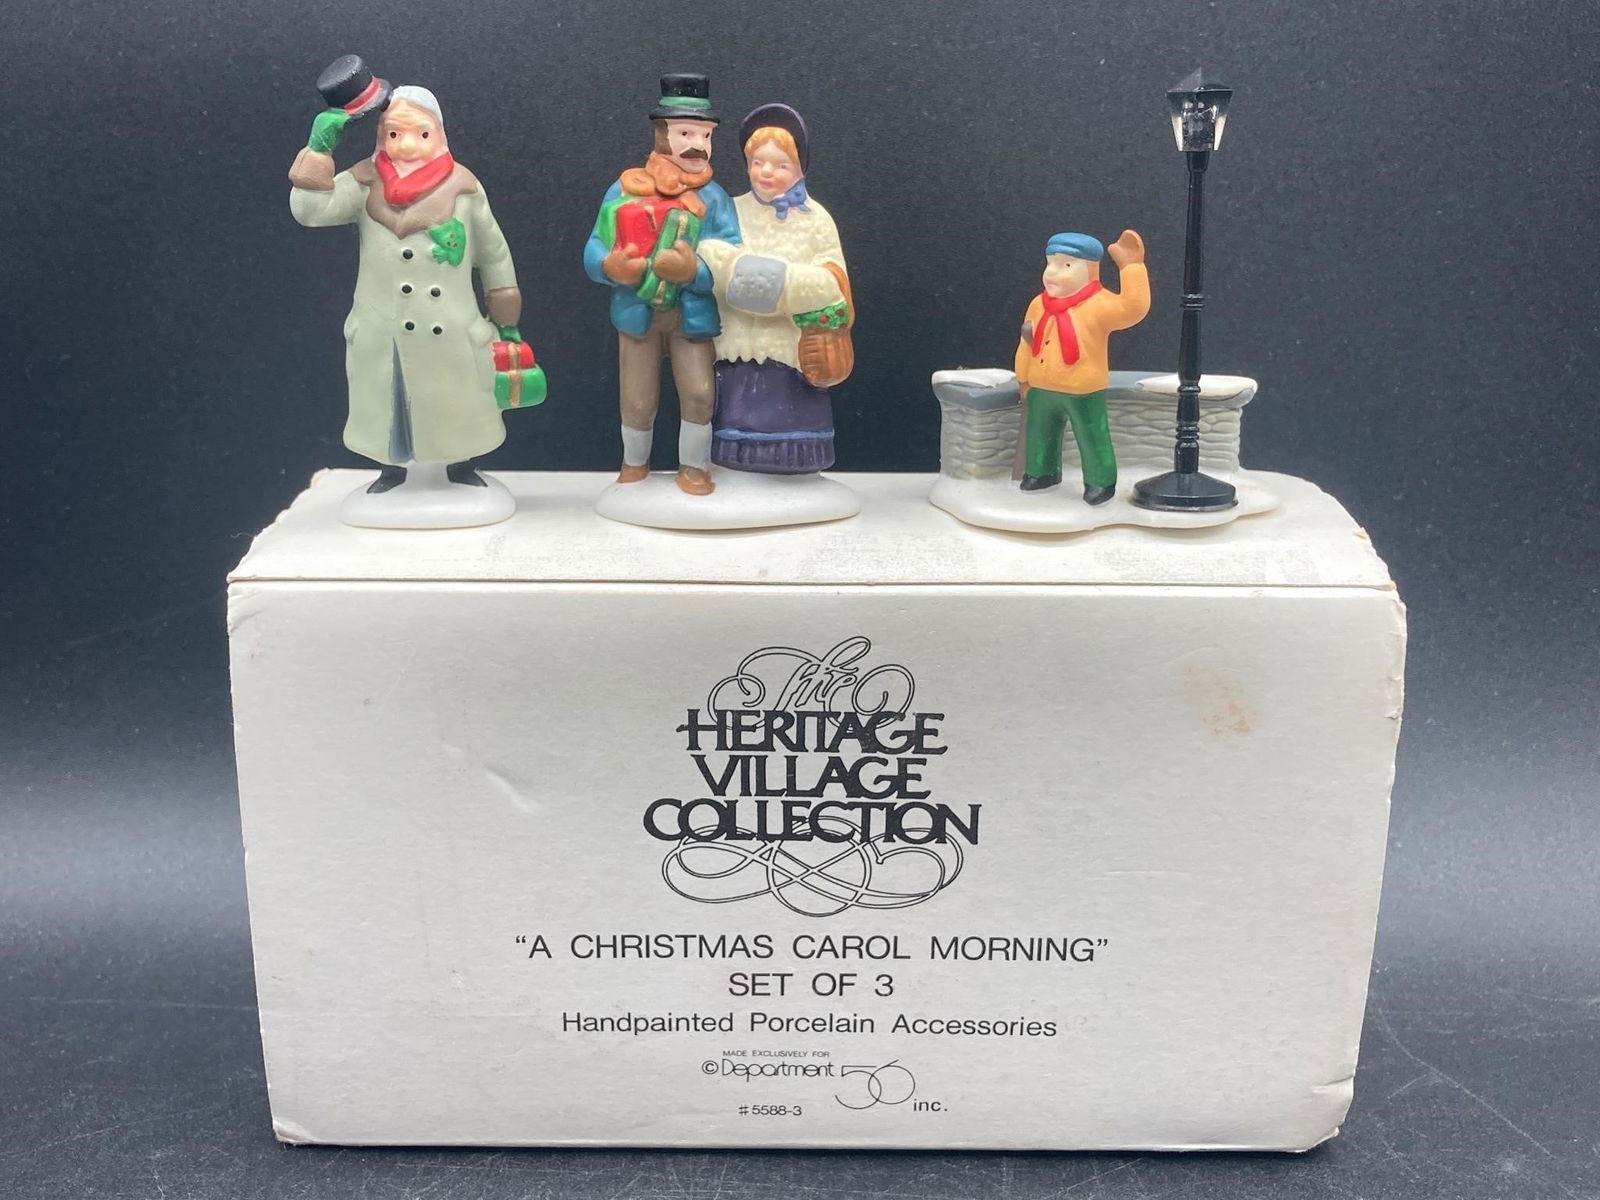 The
HERITAGE
VILLAGE
COLLECTION
“A CHRISTMAS CAROL MORNING”
SET OF 3
Handpainted Porcelain Accessories
MADE EXCLUSIVELY FOR
©Department 56 inc.
#5588-3